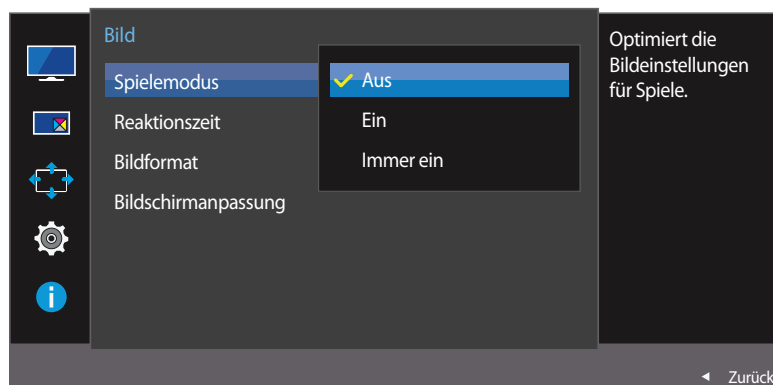 Bild
Spielemodus
Aus
Reaktionszeit
Ein
Bildformat
Immer ein
Bildschirmanpassung
Optimiert die
Bildeinstellungen
für Spiele.
Zurück